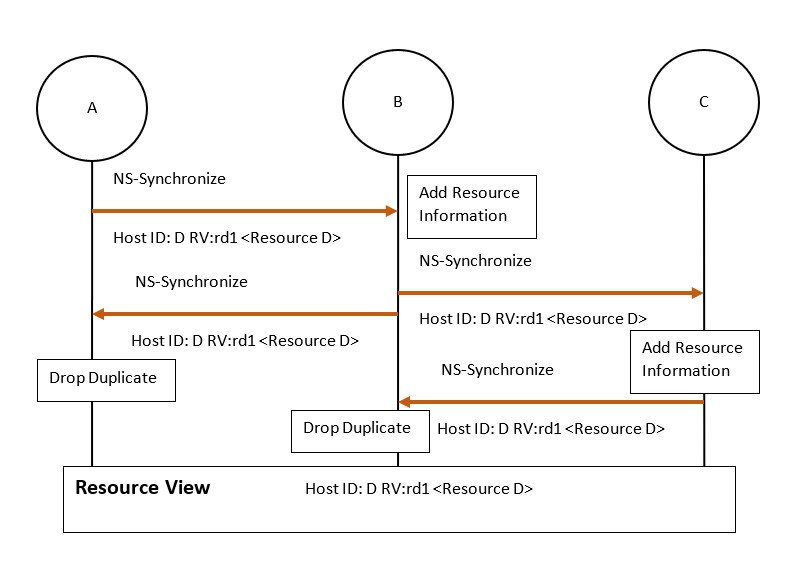 A
B
C
NS-Synchronize
Add Resource
Information
Host ID: D RV:rd1 <Resource D>
NS-Synchronize
NS-Synchronize
Host ID: D RV:rd1 <Resource D>
Host ID: D RV:rd1 <Resource D>
Add Resource
Information
Drop Duplicate
NS-Synchronize
Drop Duplicate
Host ID: D RV:rd1 <Resource D>
Resource View
Host ID: D RV:rd1 <Resource D>